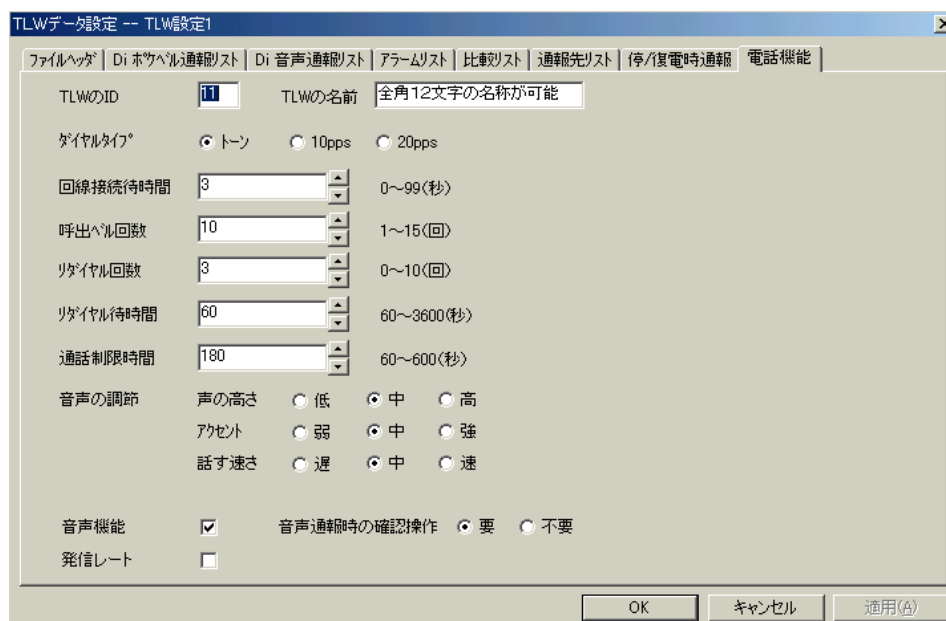 TLWデータ設定 -- TLW設定1
ファイルヘッダ Di ポケベル通報リスト Di 音声通報リスト アラームリスト 比較リスト 通報先リスト 停/復電時通報 電話機能
TLWのID i1 TLWの名前 全角12文字の名称が可能
ダイヤルタイプ トーン 10pps 20pps
回線接続待時間 3 0～99(秒)
呼出ベル回数 10 1～15(回)
リダイヤル回数 3 0～10(回)
リダイヤル待時間 60 60～3600(秒)
通話制限時間 180 60～600(秒)
音声の調節 声の高さ 低 中 高
アクセント 弱 中 強
話す速さ 遅 中 速
音声機能 音声通報時の確認操作 要 不要
発信レート
OK キャンセル 適用(A)